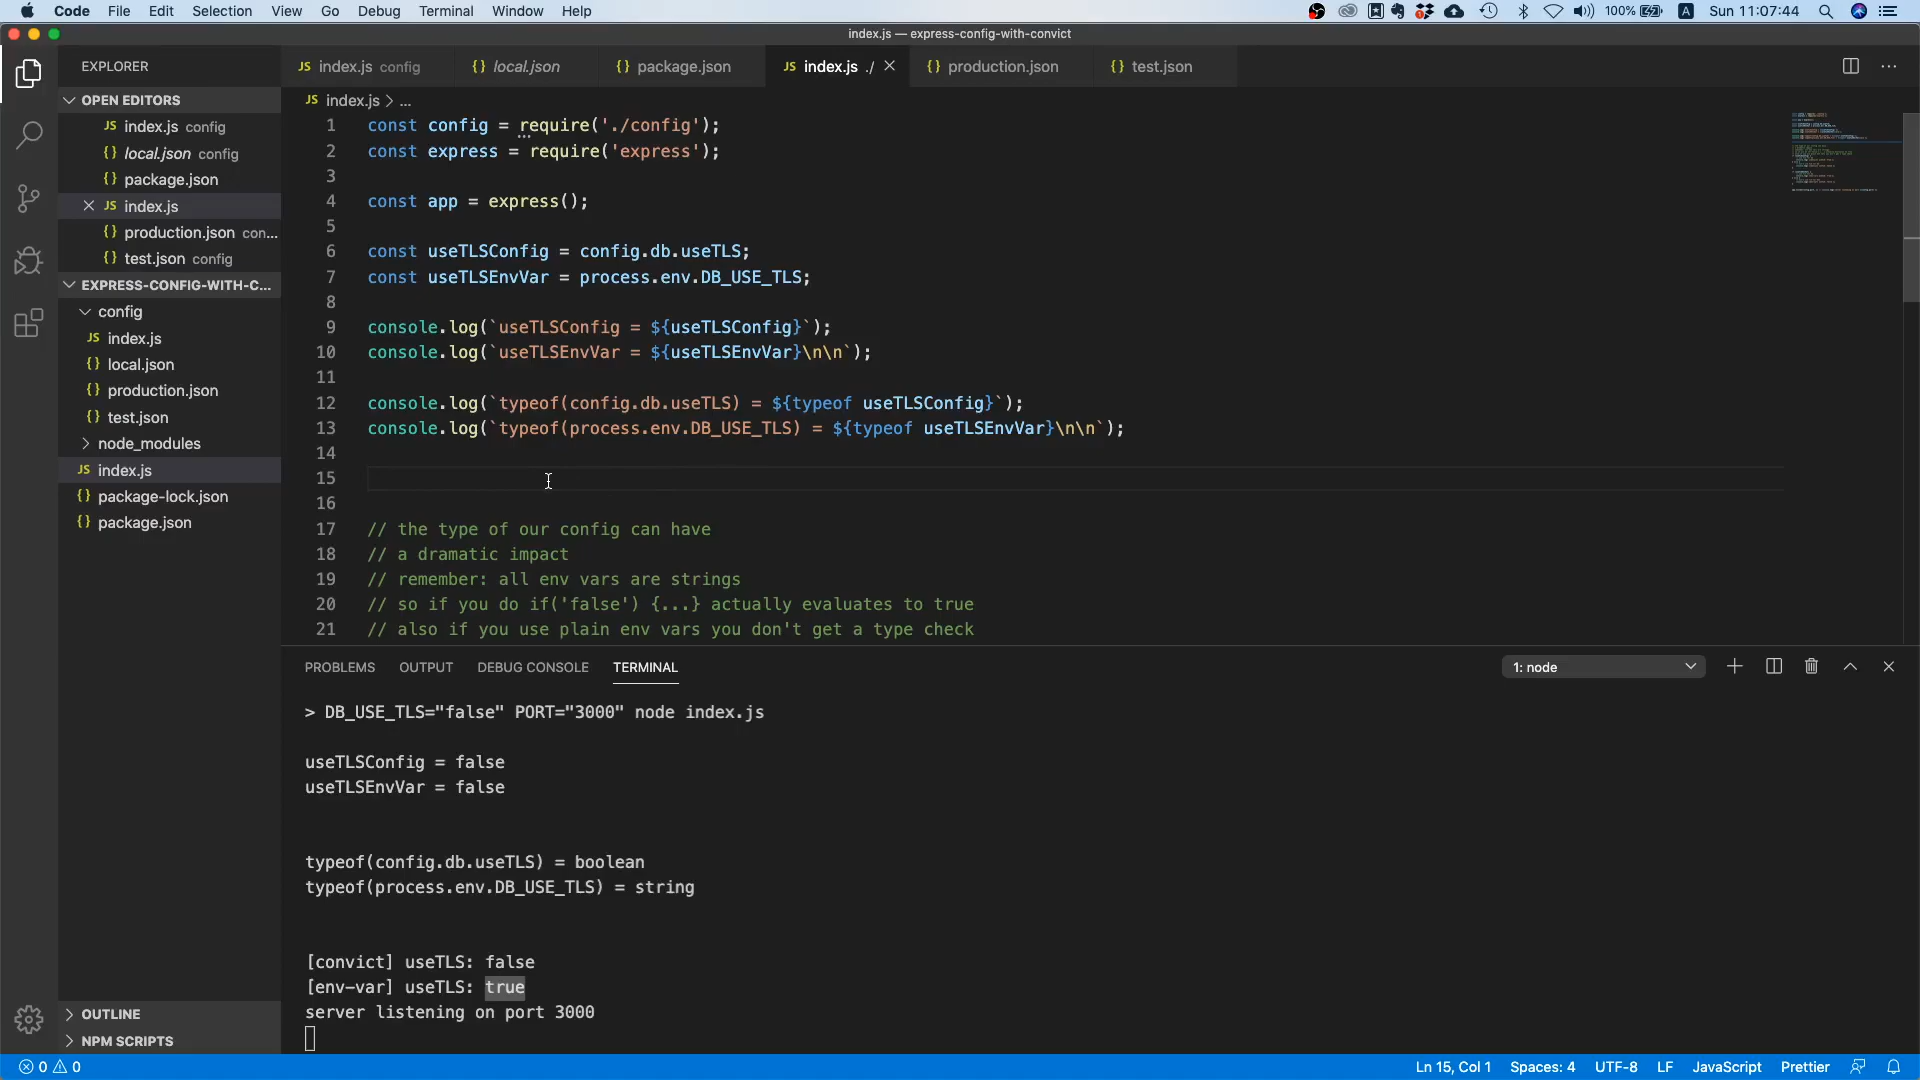 Code File Edit Selection View Go Debug Terminal Window Help
100% A Sun 11:07:44
index.js — express-config-with-convict
EXPLORER
OPEN EDITORS
JS index.js config
{} local.json config
{} package.json
JS index.js
{} production.json con...
{} test.json config
EXPRESS-CONFIG-WITH-C...
config
JS index.js
{} local.json
{} production.json
{} test.json
node_modules
JS index.js
{} package-lock.json
{} package.json
OUTLINE
NPM SCRIPTS
JS index.js config {} local.json {} package.json JS index.js ./ {} production.json {} test.json
JS index.js > ...
1 const config = require('./config');
2 const express = require('express');
3
4 const app = express();
5
6 const useTLSConfig = config.db.useTLS;
7 const useTLSEnvVar = process.env.DB_USE_TLS;
8
9 console.log(`useTLSConfig = ${useTLSConfig}`);
10 console.log(`useTLSEnvVar = ${useTLSEnvVar}\n\n`);
11
12 console.log(`typeof(config.db.useTLS) = ${typeof useTLSConfig}`);
13 console.log(`typeof(process.env.DB_USE_TLS) = ${typeof useTLSEnvVar}\n\n`);
14
15
16
17 // the type of our config can have
18 // a dramatic impact
19 // remember: all env vars are strings
20 // so if you do if('false') {...} actually evaluates to true
21 // also if you use plain env vars you don't get a type check
PROBLEMS OUTPUT DEBUG CONSOLE TERMINAL 1: node
> DB_USE_TLS="false" PORT="3000" node index.js
useTLSConfig = false
useTLSEnvVar = false
typeof(config.db.useTLS) = boolean
typeof(process.env.DB_USE_TLS) = string
[convict] useTLS: false
[env-var] useTLS: true
server listening on port 3000
0 0 Ln 15, Col 1 Spaces: 4 UTF-8 LF JavaScript Prettier